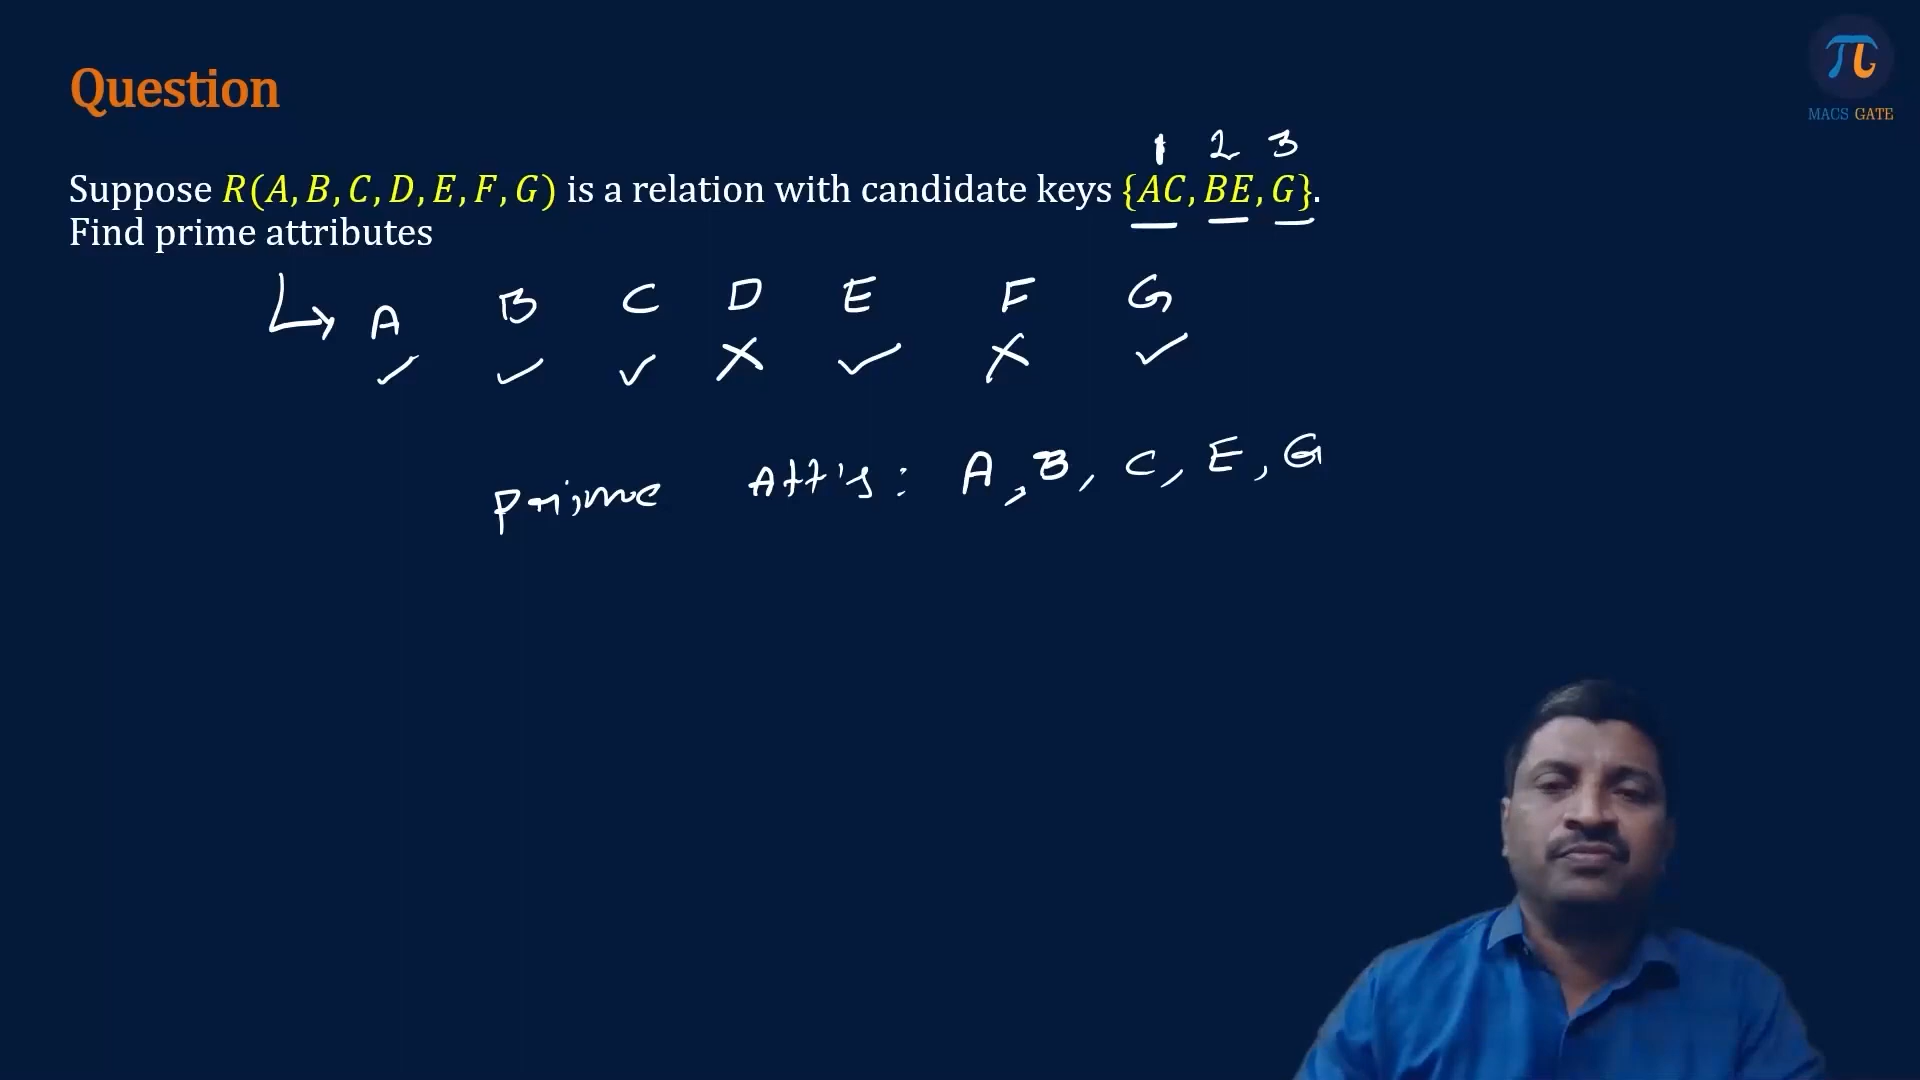 MACS GATE
Question
1 2 3
Suppose R(A, B, C, D, E, F, G) is a relation with candidate keys {AC, BE, G}.
Find prime attributes
A B C D E F G
✓ ✓ ✓ X ✓ X ✓
Prime Att's : A, B, C, E, G